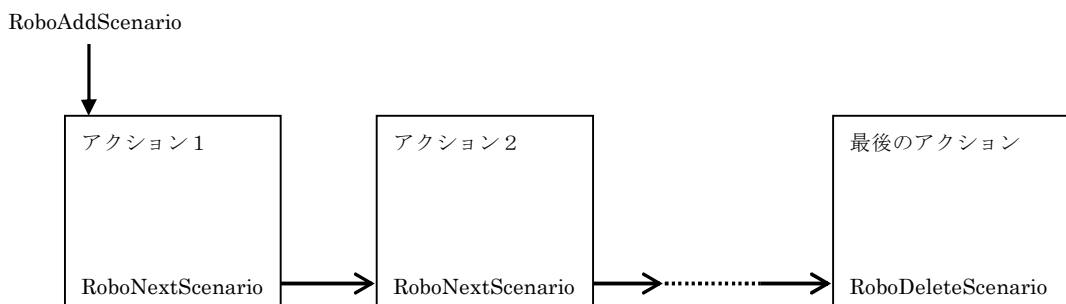 RoboAddScenario
アクション１
アクション２
最後のアクション
RoboNextScenario
RoboNextScenario
RoboDeleteScenario